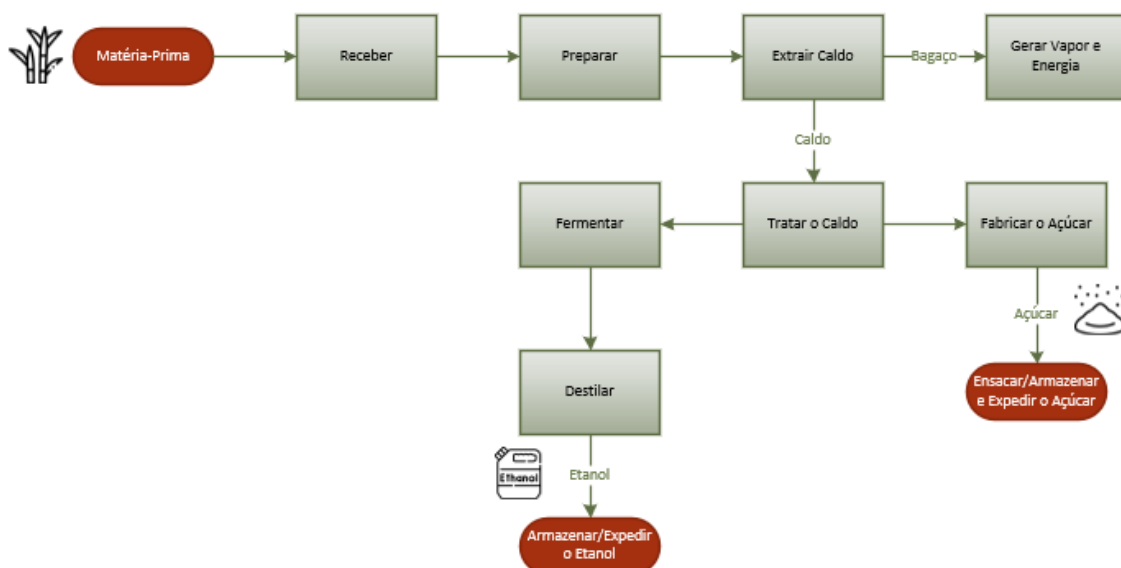 Matéria-Prima
Receber
Preparar
Extrair Caldo
Bagaço
Gerar Vapor e
Energia
Caldo
Fermentar
Tratar o Caldo
Fabricar o Açúcar
Açúcar
Destilar
Ensacar/Armazenar
e Expedir o Açúcar
Ethanol
Etanol
Armazenar/Expedir
o Etanol